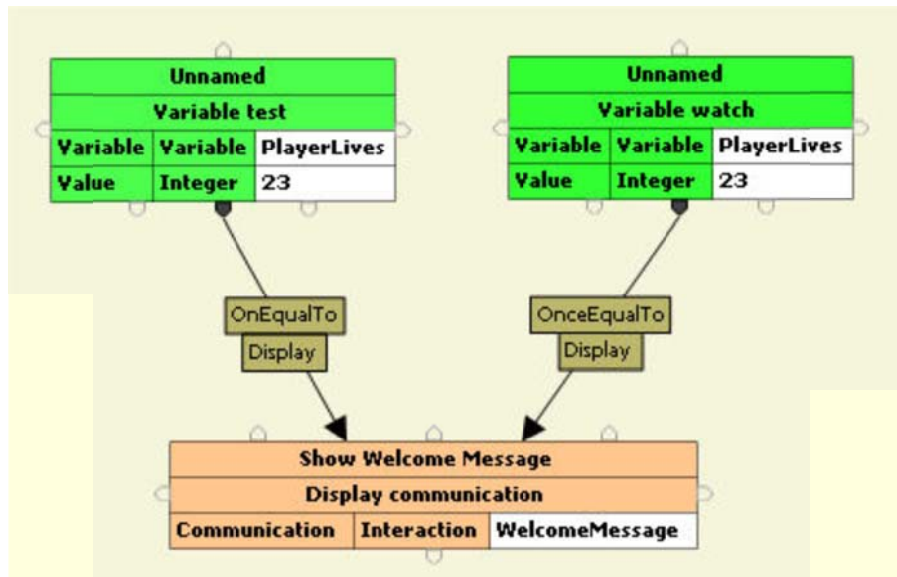 Unnamed
Variable test
Variable Variable PlayerLives
Value Integer 23
Unnamed
Variable watch
Variable Variable PlayerLives
Value Integer 23
OnEqualTo
Display
OnceEqualTo
Display
Show Welcome Message
Display communication
Communication Interaction WelcomeMessage